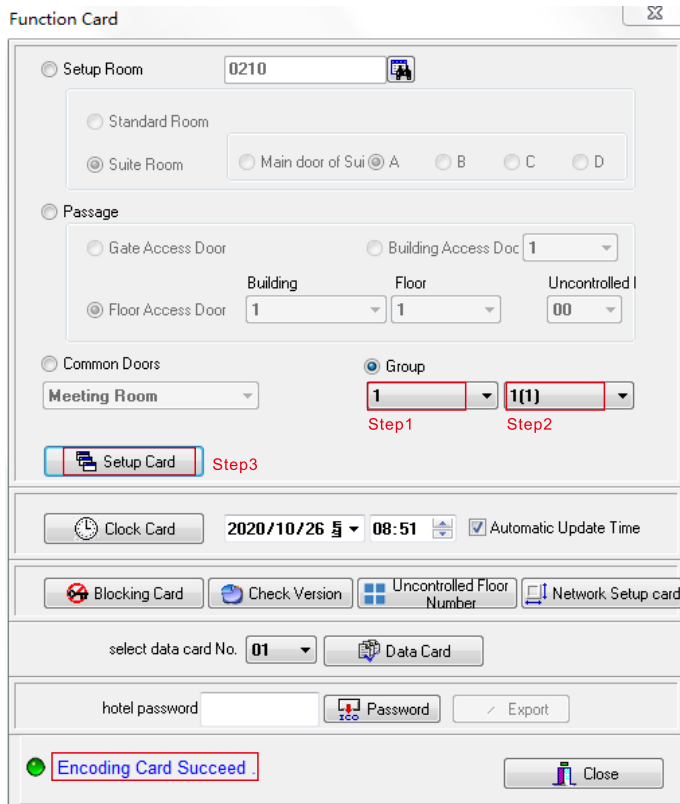 Function Card
Setup Room 0210
Standard Room
Suite Room Main door of Sui A B C D
Passage
Gate Access Door Building Access Doc 1
Building Floor Uncontrolled
Floor Access Door 1 1 00
Common Doors Group
Meeting Room 1 1(1)
Step1 Step2
Setup Card Step3
Clock Card 2020/10/26 08:51 Automatic Update Time
Blocking Card Check Version Uncontrolled Floor Number Network Setup card
select data card No. 01 Data Card
hotel password ICO Password Export
Encoding Card Succeed . Close